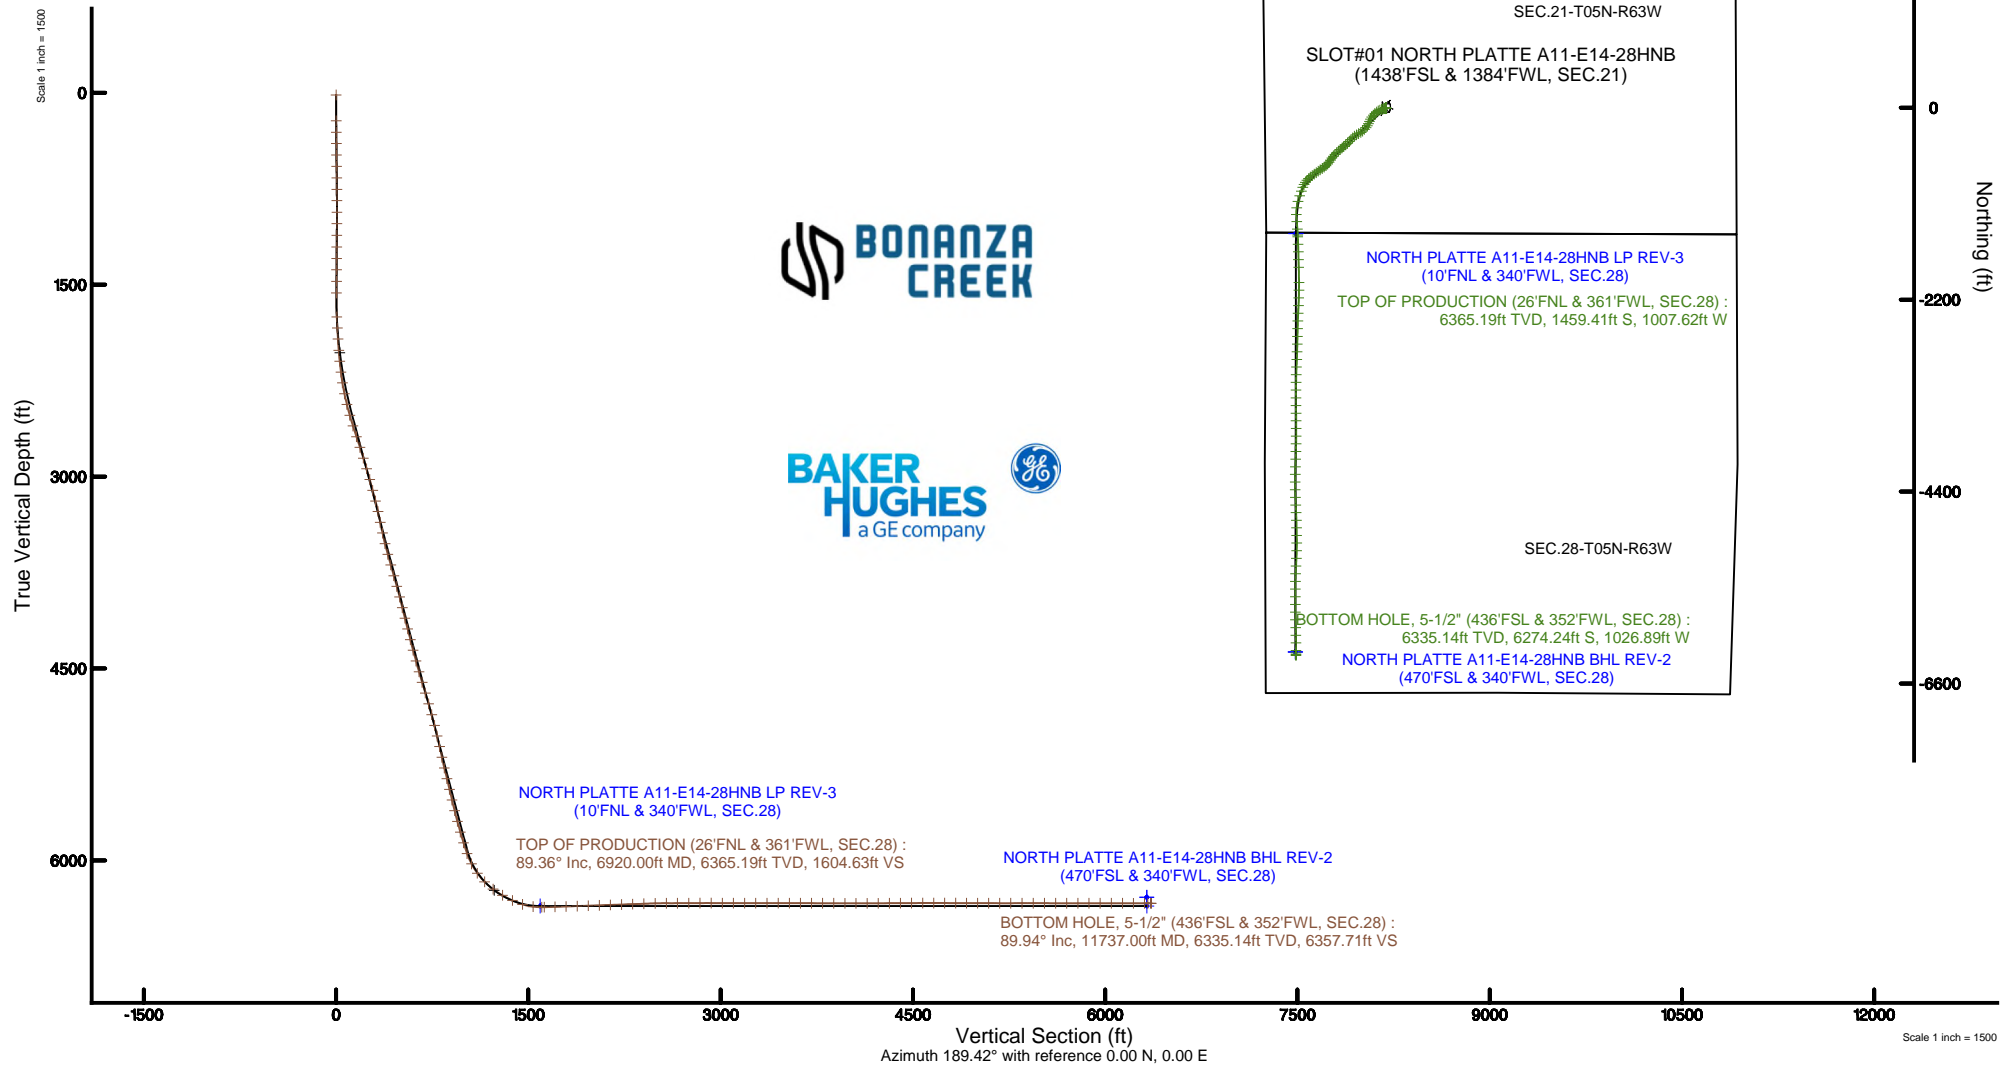 Scale 1 inch = 1500
True Vertical Depth (ft)
0
1500
3000
4500
6000
BONANZA
CREEK
BAKER
HUGHES
a GE company
GE
SEC.21-T05N-R63W
SLOT#01 NORTH PLATTE A11-E14-28HNB
(1438'FSL & 1384'FWL, SEC.21)
NORTH PLATTE A11-E14-28HNB LP REV-3
(10'FNL & 340'FWL, SEC.28)
TOP OF PRODUCTION (26'FNL & 361'FWL, SEC.28) :
6365.19ft TVD, 1459.41ft S, 1007.62ft W
SEC.28-T05N-R63W
BOTTOM HOLE, 5-1/2" (436'FSL & 352'FWL, SEC.28) :
6335.14ft TVD, 6274.24ft S, 1026.89ft W
NORTH PLATTE A11-E14-28HNB BHL REV-2
(470'FSL & 340'FWL, SEC.28)
0
-2200
-4400
-6600
Northing (ft)
NORTH PLATTE A11-E14-28HNB LP REV-3
(10'FNL & 340'FWL, SEC.28)
TOP OF PRODUCTION (26'FNL & 361'FWL, SEC.28) :
89.36° Inc, 6920.00ft MD, 6365.19ft TVD, 1604.63ft VS
NORTH PLATTE A11-E14-28HNB BHL REV-2
(470'FSL & 340'FWL, SEC.28)
BOTTOM HOLE, 5-1/2" (436'FSL & 352'FWL, SEC.28) :
89.94° Inc, 11737.00ft MD, 6335.14ft TVD, 6357.71ft VS
-1500 0 1500 3000 4500 6000 7500 9000 10500 12000
Vertical Section (ft)
Azimuth 189.42° with reference 0.00 N, 0.00 E
Scale 1 inch = 1500